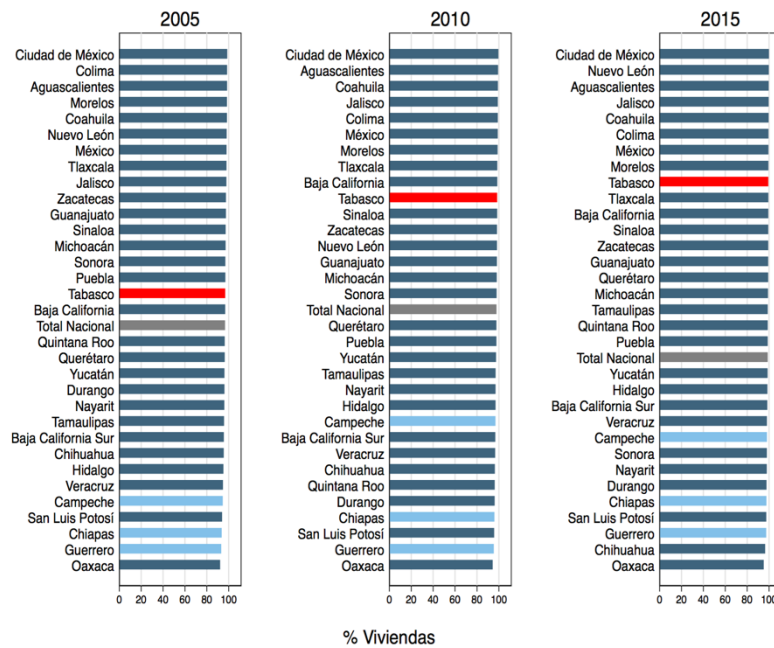 2005
Ciudad de México
Colima
Aguascalientes
Morelos
Coahuila
Nuevo León
México
Tlaxcala
Jalisco
Zacatecas
Guanajuato
Sinaloa
Michoacán
Sonora
Puebla
Tabasco
Baja California
Total Nacional
Quintana Roo
Querétaro
Yucatán
Durango
Nayarit
Tamaulipas
Baja California Sur
Chihuahua
Hidalgo
Veracruz
Campeche
San Luis Potosí
Chiapas
Guerrero
Oaxaca
0 20 40 60 80 100
2010
Ciudad de México
Aguascalientes
Coahuila
Jalisco
Colima
México
Morelos
Tlaxcala
Baja California
Tabasco
Sinaloa
Zacatecas
Nuevo León
Guanajuato
Michoacán
Sonora
Total Nacional
Querétaro
Puebla
Yucatán
Tamaulipas
Nayarit
Hidalgo
Campeche
Baja California Sur
Veracruz
Chihuahua
Quintana Roo
Durango
Chiapas
San Luis Potosí
Guerrero
Oaxaca
0 20 40 60 80 100
2015
Ciudad de México
Nuevo León
Aguascalientes
Jalisco
Coahuila
Colima
México
Morelos
Tabasco
Tlaxcala
Baja California
Sinaloa
Zacatecas
Guanajuato
Querétaro
Michoacán
Tamaulipas
Quintana Roo
Puebla
Total Nacional
Yucatán
Hidalgo
Baja California Sur
Veracruz
Campeche
Sonora
Nayarit
Durango
Chiapas
San Luis Potosí
Guerrero
Chihuahua
Oaxaca
0 20 40 60 80 100
% Viviendas